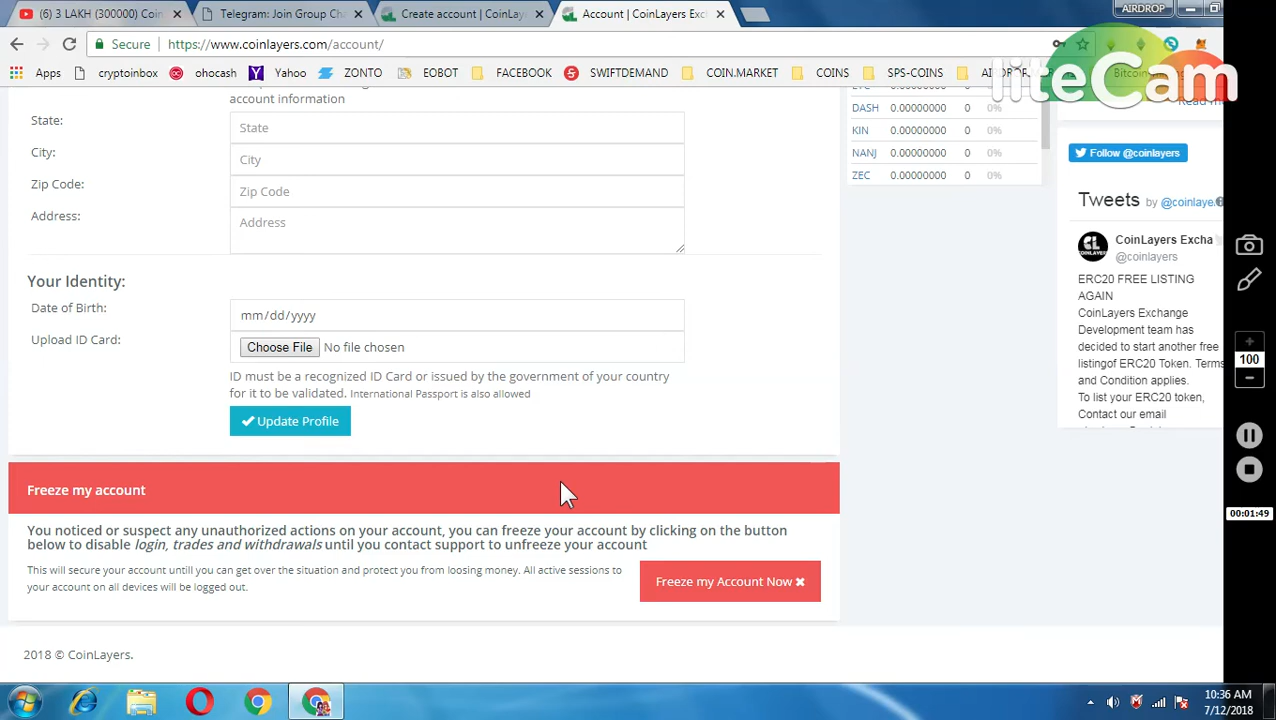 (6) 3 LAKH (300000) Coin
Telegram: Join Group Ch
Create account | CoinLay
Account | CoinLayers Exc
AIRDROP
Secure
https://www.coinlayers.com/account/
Apps
cryptoinbox
ohocash
Yahoo
EOBOT
FACEBOOK
SWIFTDEMAND
COIN.MARKET
COINS
SPS-COINS
liteCam
account information
State:
State
City:
City
Zip Code:
Zip Code
Address:
Address
Your Identity:
Date of Birth:
mm/dd/yyyy
Upload ID Card:
Choose File No file chosen
ID must be a recognized ID Card or issued by the government of your country
for it to be validated. International Passport is also allowed
Update Profile
Freeze my account
You noticed or suspect any unauthorized actions on your account, you can freeze your account by clicking on the button
below to disable login, trades and withdrawals until you contact support to unfreeze your account
This will secure your account untill you can get over the situation and protect you from loosing money. All active sessions to
your account on all devices will be logged out.
Freeze my Account Now
2018 © CoinLayers.
DASH 0.00000000 0 0%
KIN 0.00000000 0 0%
NANJ 0.00000000 0 0%
ZEC 0.00000000 0 0%
Follow @coinlayers
Tweets by @coinlaye
CoinLayers Excha
@coinlayers
ERC20 FREE LISTING
AGAIN
CoinLayers Exchange
Development team has
decided to start another free
listingof ERC20 Token. Terms
and Condition applies.
To list your ERC20 token,
Contact our email
100
00:01:49
10:36 AM
7/12/2018